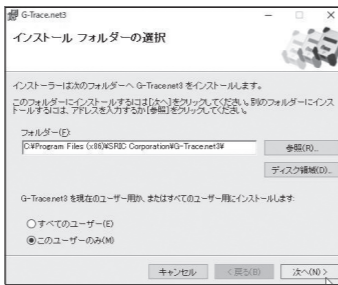 G-Trace.net3
インストール フォルダーの選択
インストーラーは次のフォルダーへ G-Trace.net3 をインストールします。
このフォルダーにインストールするには[次へ]をクリックしてください。別のフォルダーにインス
トールするには、アドレスを入力するか[参照]をクリックしてください。
フォルダー(F):
C:¥Program Files (x86)¥SRIC Corporation¥G-Trace.net3¥
参照(R)...
ディスク領域(D)...
G-Trace.net3 を現在のユーザー用か、またはすべてのユーザー用にインストールします:
すべてのユーザー(E)
このユーザーのみ(M)
キャンセル
< 戻る(B)
次へ(N) >